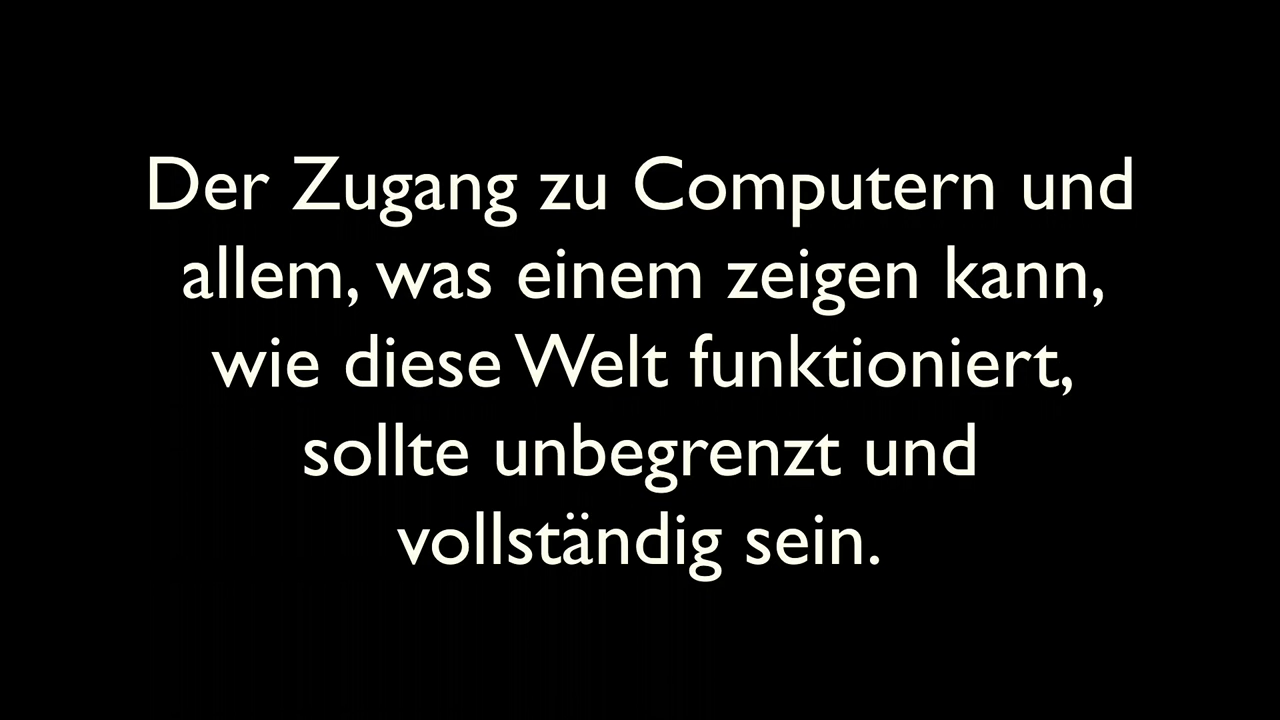 Der Zugang zu Computern und
allem, was einem zeigen kann,
wie diese Welt funktioniert,
sollte unbegrenzt und
vollständig sein.